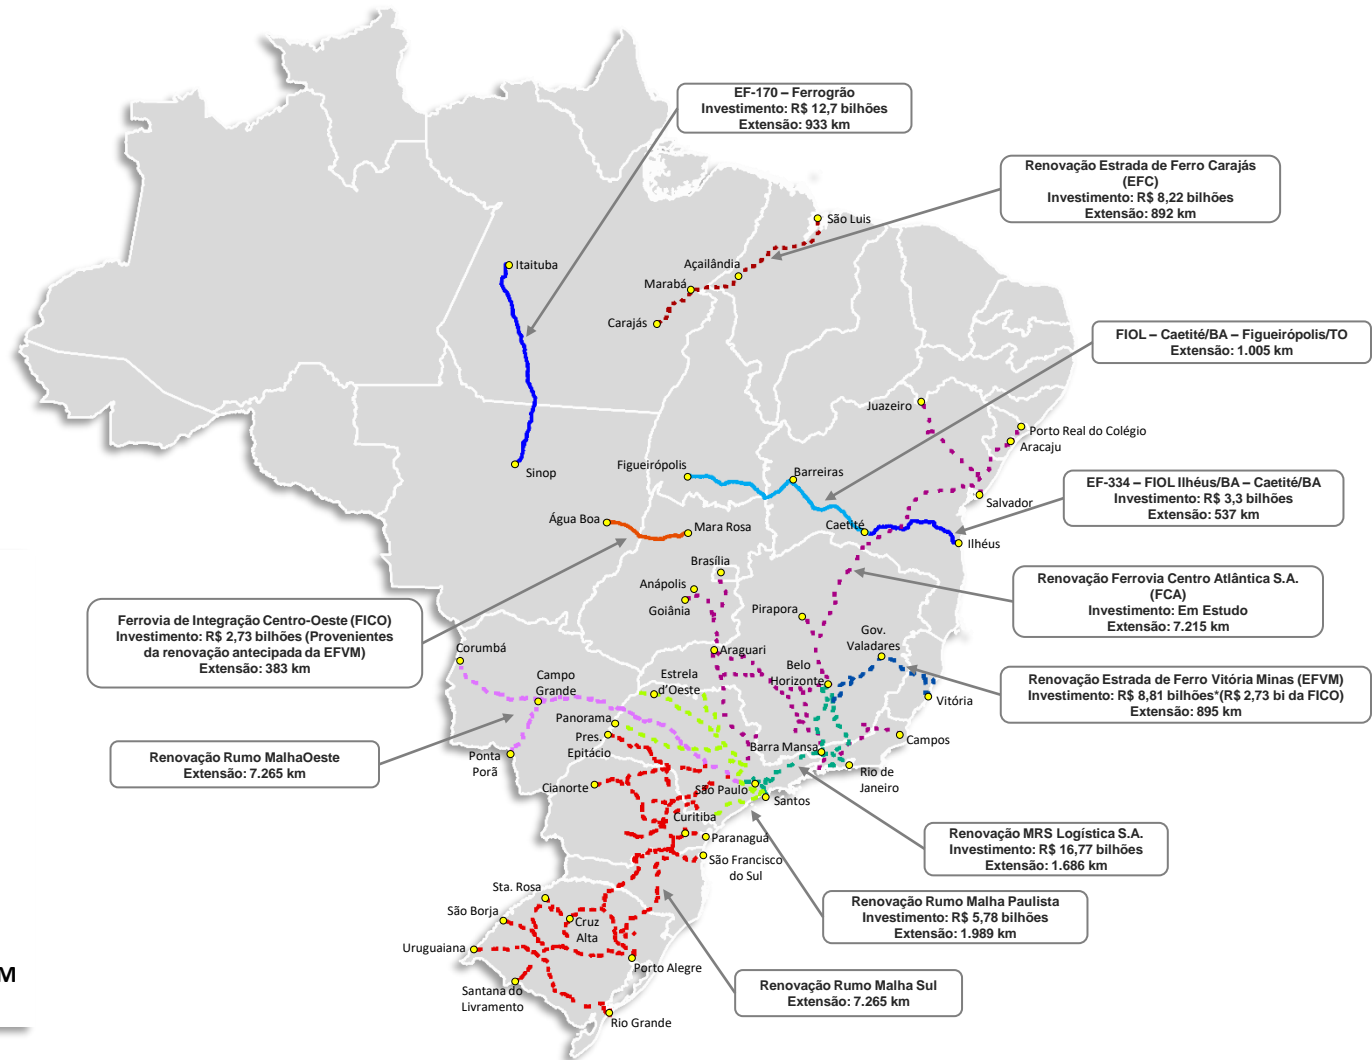 EF-170 – Ferrogrão
Investimento: R$ 12,7 bilhões
Extensão: 933 km
Renovação Estrada de Ferro Carajás
(EFC)
Investimento: R$ 8,22 bilhões
Extensão: 892 km
São Luis
Itaituba
Açailândia
Marabá
Carajás
FIOL – Caetité/BA – Figueirópolis/TO
Extensão: 1.005 km
Juazeiro
Porto Real do Colégio
Aracaju
Sinop
Figueirópolis
Barreiras
Salvador
EF-334 – FIOL Ilhéus/BA – Caetité/BA
Investimento: R$ 3,3 bilhões
Extensão: 537 km
Água Boa
Mara Rosa
Caetité
Ilhéus
Brasília
Anápolis
Goiânia
Pirapora
Renovação Ferrovia Centro Atlântica S.A.
(FCA)
Investimento: Em Estudo
Extensão: 7.215 km
Ferrovia de Integração Centro-Oeste (FICO)
Investimento: R$ 2,73 bilhões (Provenientes
da renovação antecipada da EFVM)
Extensão: 383 km
Corumbá
Araguari
Gov.
Valadares
Campo
Grande
Estrela
d’Oeste
Belo
Horizonte
Vitória
Renovação Estrada de Ferro Vitória Minas (EFVM)
Investimento: R$ 8,81 bilhões*(R$ 2,73 bi da FICO)
Extensão: 895 km
Panorama
Pres.
Epitácio
Barra Mansa
Campos
Renovação Rumo MalhaOeste
Extensão: 7.265 km
Ponta
Porã
Rio de
Janeiro
Cianorte
São Paulo
Santos
Curitiba
Paranaguá
São Francisco
do Sul
Renovação MRS Logística S.A.
Investimento: R$ 16,77 bilhões
Extensão: 1.686 km
Sta. Rosa
São Borja
Cruz
Alta
Renovação Rumo Malha Paulista
Investimento: R$ 5,78 bilhões
Extensão: 1.989 km
Uruguaiana
Porto Alegre
Santana do
Livramento
Rio Grande
Renovação Rumo Malha Sul
Extensão: 7.265 km
M